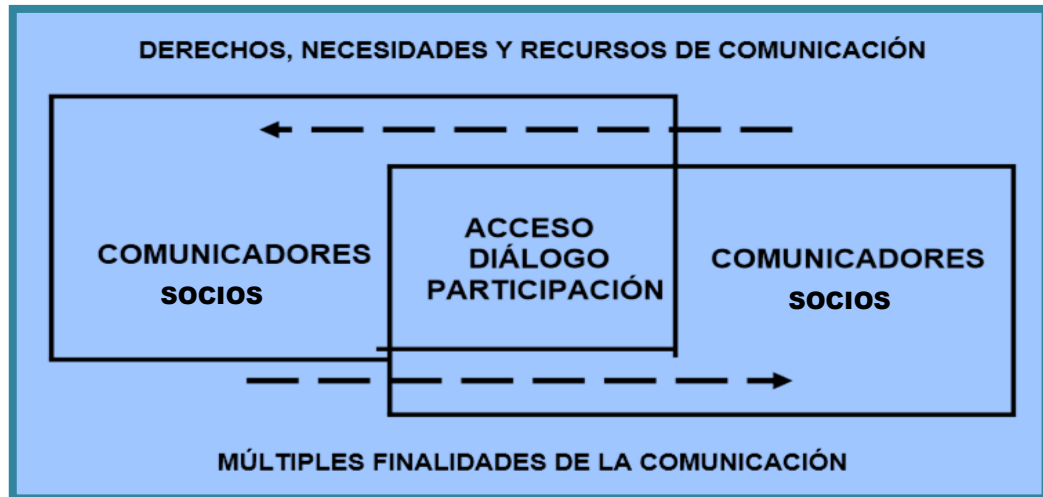 DERECHOS, NECESIDADES Y RECURSOS DE COMUNICACIÓN
COMUNICADORES
SOCIOS
ACCESO
DIÁLOGO
PARTICIPACIÓN
COMUNICADORES
SOCIOS
MÚLTIPLES FINALIDADES DE LA COMUNICACIÓN